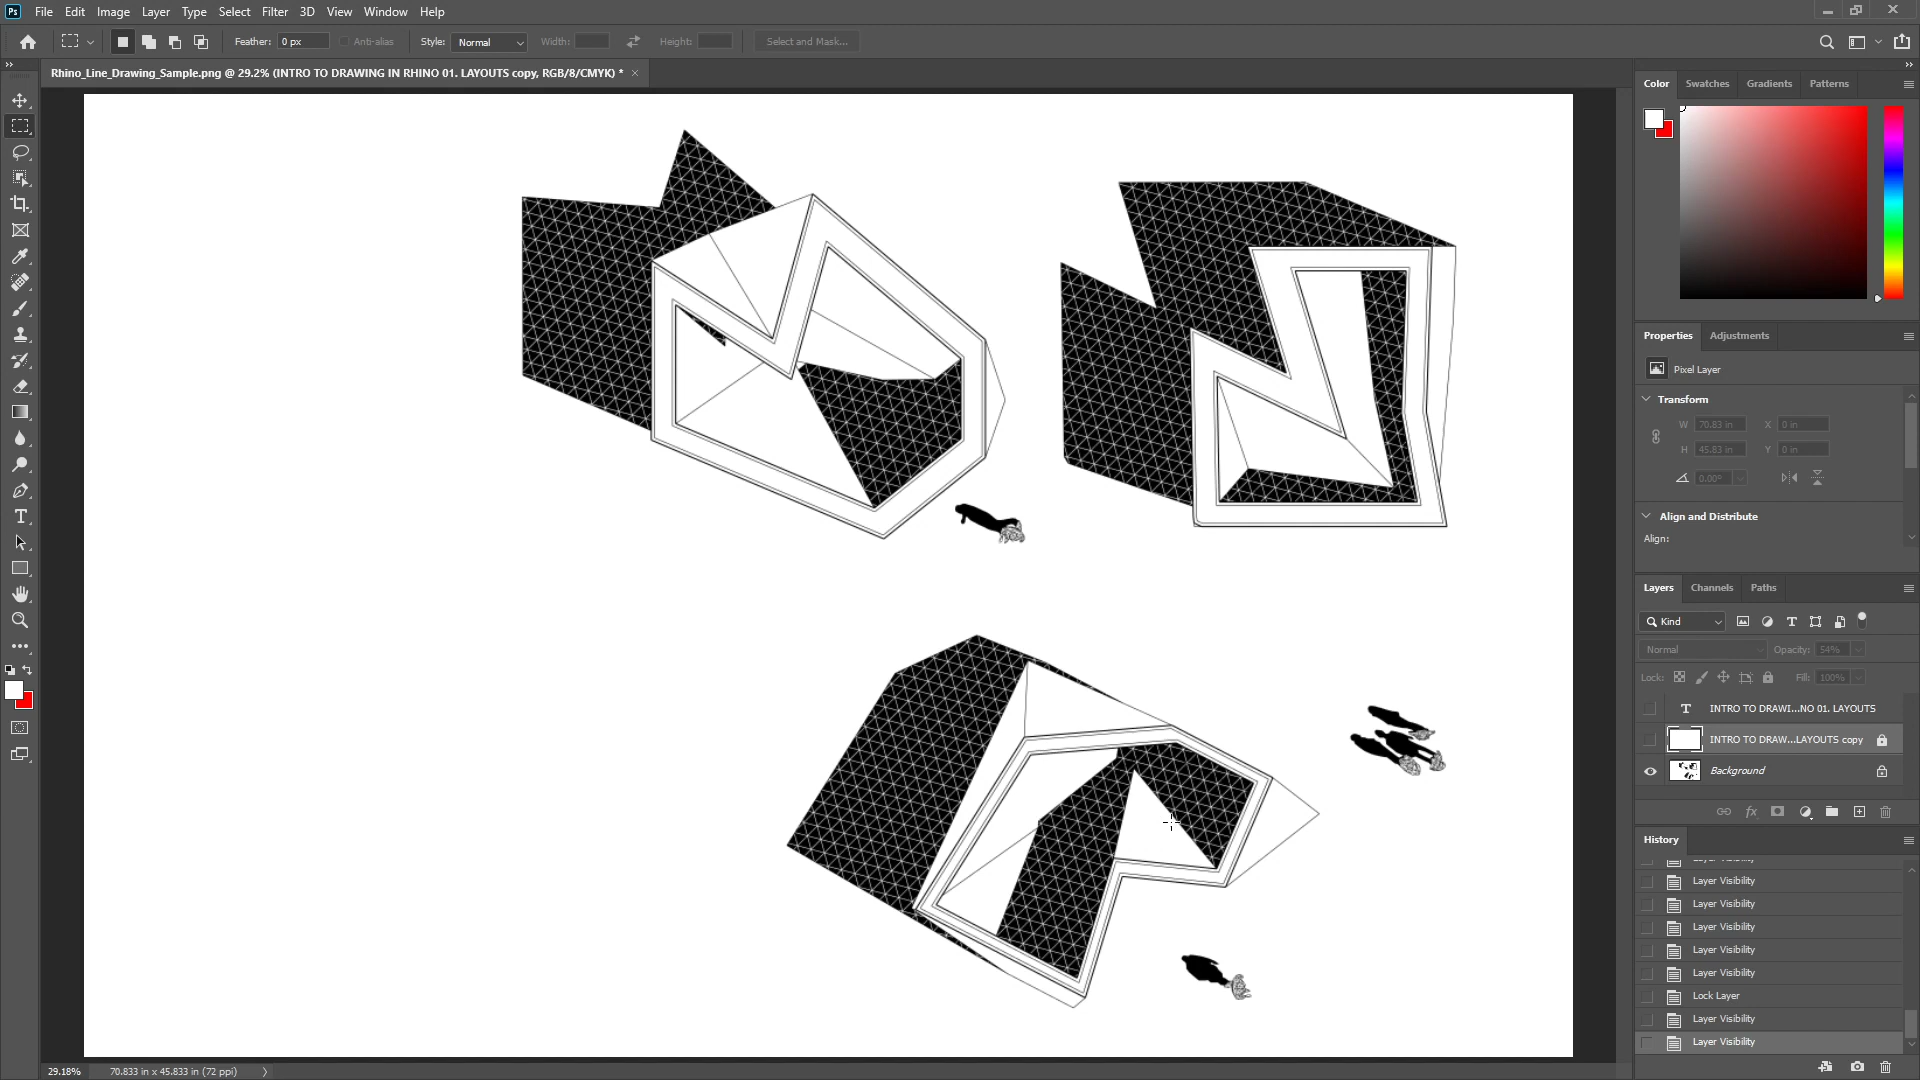 Ps File Edit Image Layer Type Select Filter 3D View Window Help
Feather: 0 px Anti-alias Style: Normal Width: Height: Select and Mask...
Rhino_Line_Drawing_Sample.png @ 29.2% (INTRO TO DRAWING IN RHINO 01. LAYOUTS copy, RGB/8/CMYK) *
Color Swatches Gradients Patterns
Properties Adjustments
Pixel Layer
Transform
W 70.83 in X 0 in
H 45.83 in Y 0 in
0.00°
Align and Distribute
Align:
Layers Channels Paths
Kind
Normal Opacity: 54%
Lock: Fill: 100%
T INTRO TO DRAWI...NO 01. LAYOUTS
INTRO TO DRAW...LAYOUTS copy
Background
History
Layer Visibility
Layer Visibility
Layer Visibility
Layer Visibility
Layer Visibility
Lock Layer
Layer Visibility
Layer Visibility
29.18% 70.833 in x 45.833 in (72 ppi)